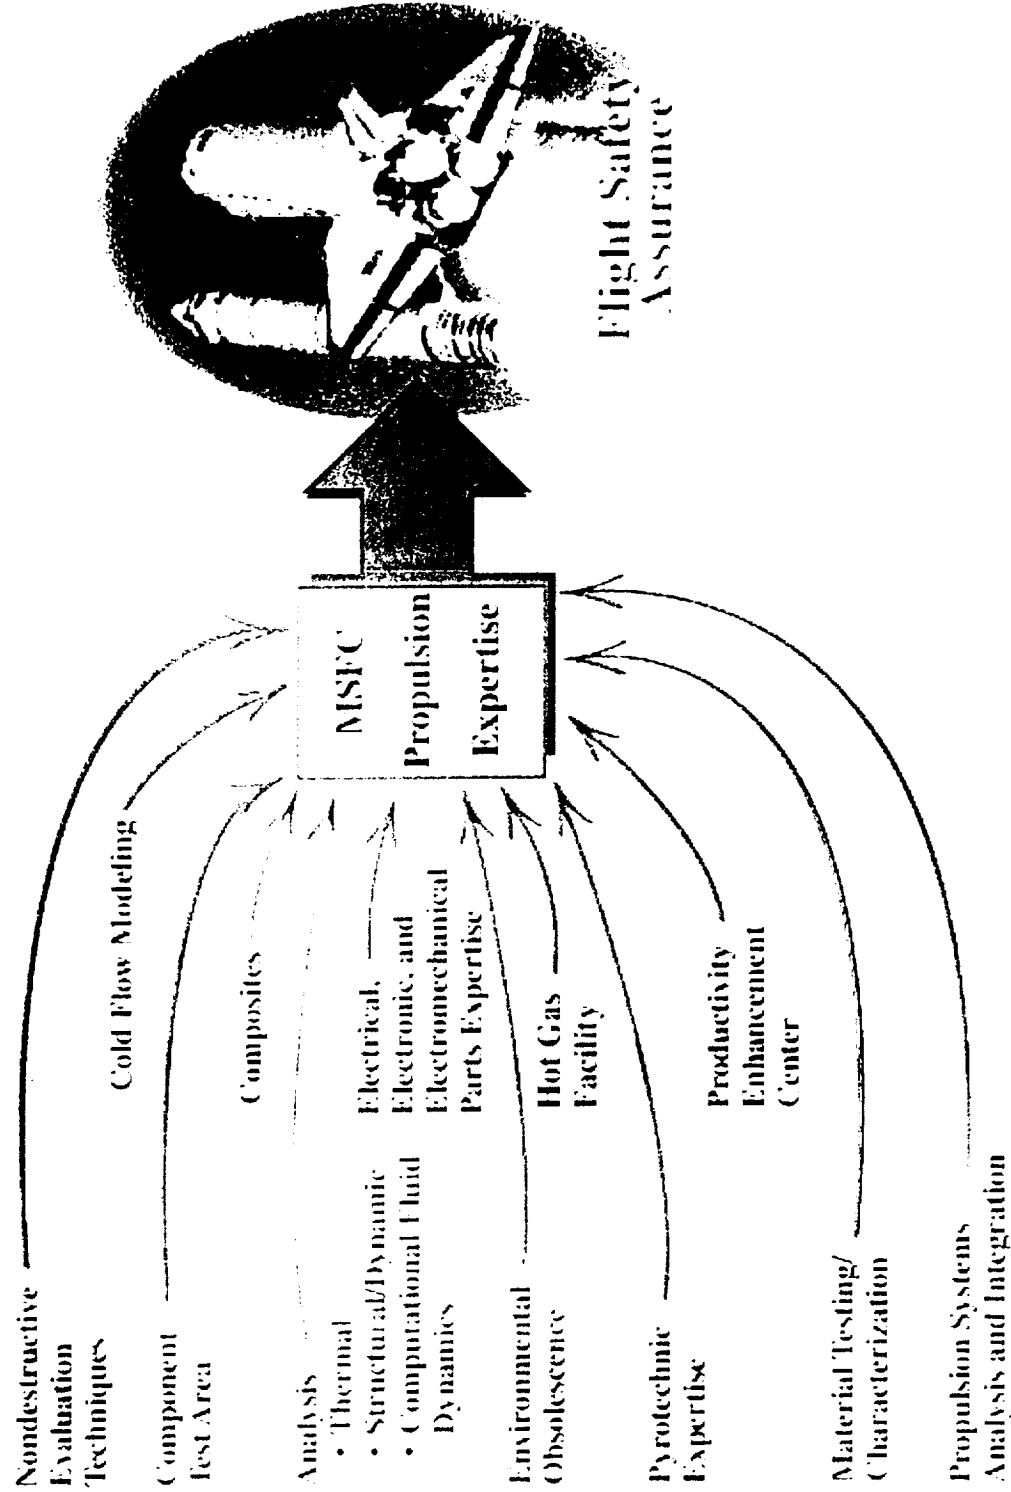 Nondestructive
Evaluation
Techniques
Cold Flow Modeling
Component
Test Area
Composites
Analysis
• Thermal
• Structural/Dynamic
• Computational Fluid
Dynamics
Electrical,
Electronic, and
Electromechanical
Parts Expertise
Environmental
Obsolescence
Hot Gas
Facility
Pyrotechnic
Expertise
Productivity
Enhancement
Center
Material Testing/
Characterization
Propulsion Systems
Analysis and Integration
MSFC
Propulsion
Expertise
Flight Safety
Assurance